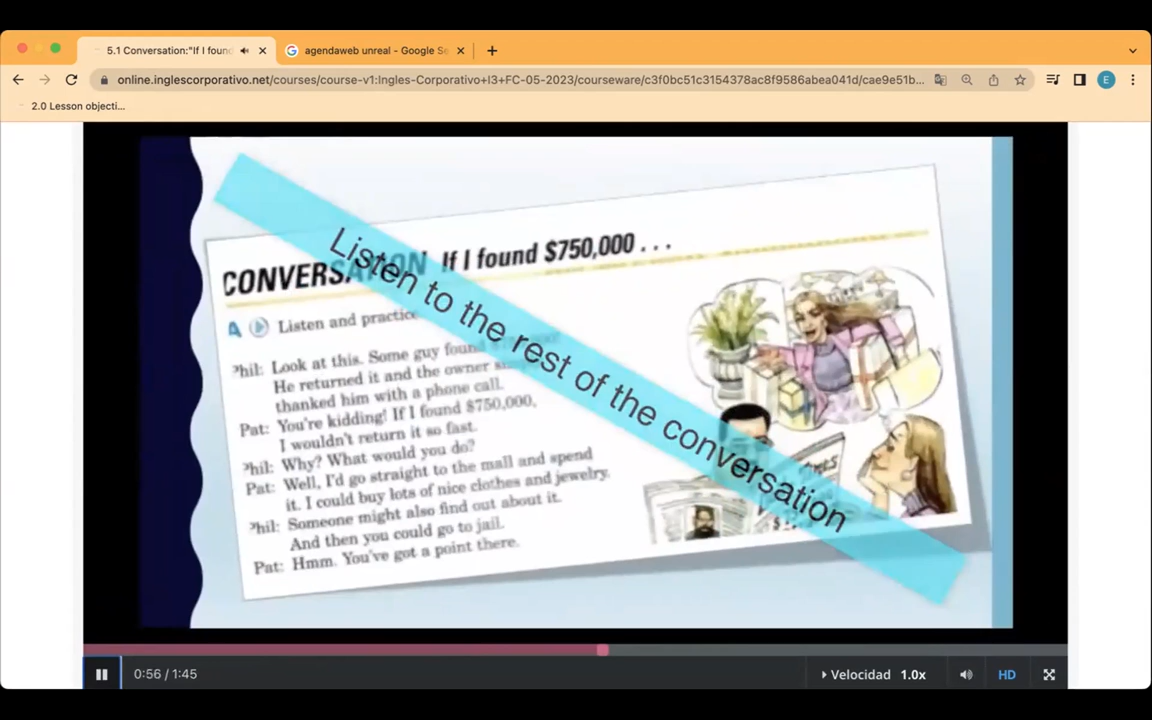 5.1 Conversation:"If I foun
agendaweb unreal - Google Se
online.inglescorporativo.net/courses/course-v1:Ingles-Corporativo+I3+FC-05-2023/courseware/c3f0bc51c3154378ac8f9586abea041d/cae9e51b...
E
2.0 Lesson objecti...
CONVERSATION If I found $750,000 . . .
Listen to the rest of the conversation
A Listen and practice
Phil: Look at this. Some guy found
He returned it and the owner
thanked him with a phone call.
Pat: You're kidding! If I found $750,000,
I wouldn't return it so fast.
Phil: Why? What would you do?
Pat: Well, I'd go straight to the mall and spend
it. I could buy lots of nice clothes and jewelry.
Phil: Someone might also find out about it.
And then you could go to jail.
Pat: Hmm. You've got a point there.
0:56 / 1:45
Velocidad 1.0x
HD